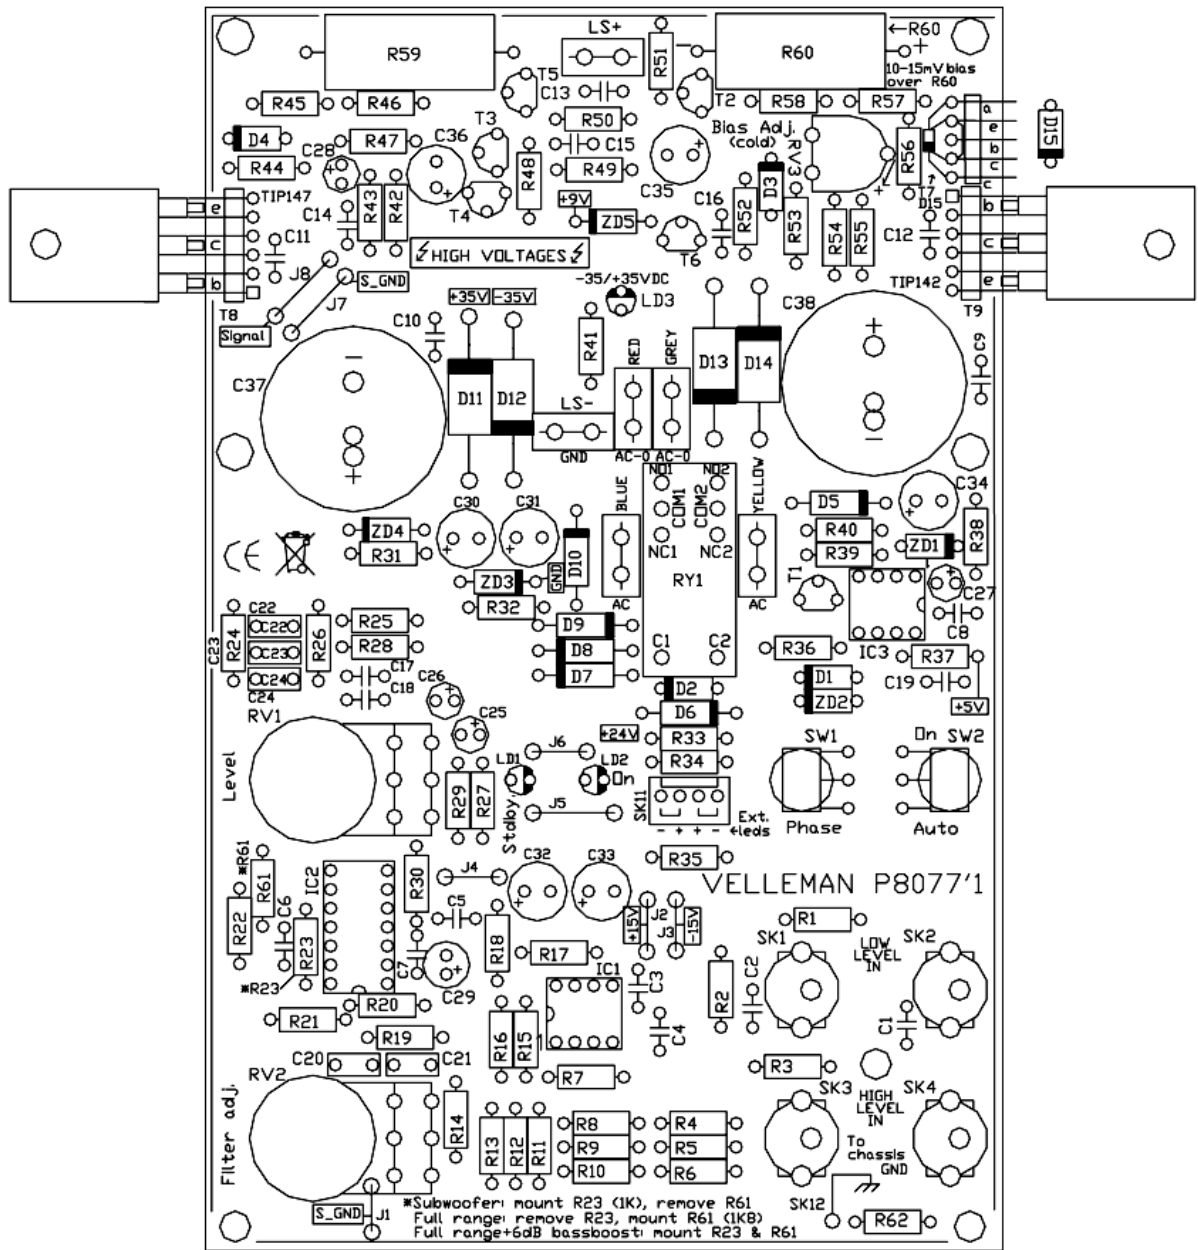 R59
LS+
R51
R60
←R60
+
10-15mV bias
over R60
T5
C13
T2
R45
R46
R58
R57
a
e
b
c
c
D15
T3
C36
R50
Bias Adj.
(cold)
RV3
R56
D4
R47
C15
R44
C28
R48
R49
C35
D3
T7
D15
TIP147
R43
R42
T4
+9V
ZD5
C16
R52
R53
R54
R55
C12
C14
C11
e
c
b
b
c
e
T6
HIGH VOLTAGES
TIP142
J8
S_GND
J7
T8
Signal
-35/+35VDC
LD3
C38
T9
+35V
-35V
C10
R41
RED
GREY
D13
D14
C9
C37
D11
D12
LS-
GND
AC-0
AC-0
NO1
NO2
COM1
COM2
NC1
NC2
YELLOW
BLUE
C34
C30
C31
D5
ZD4
R31
D10
R40
R39
ZD1
R38
ZD3
GND
R32
RY1
AC
AC
T1
C27
C8
IC3
C22
C22
C23
R24
C23
R26
R25
R28
D9
D8
D7
C1
C2
R36
R37
C24
C24
C17
C18
C26
D2
D1
ZD2
C19
+5V
RV1
C25
D6
+24V
R33
R34
J6
LD1
LD2
On
SW1
On
SW2
Level
R29
R27
Stdby.
J5
SK11
- + + -
Ext.
←leds
Phase
Auto
*R61
R61
IC2
R30
J4
C32
C33
R35
VELLEMAN P8077'1
R22
C6
R23
C5
R18
+15V
J2
J3
-15V
R1
C7
R17
SK1
LOW
LEVEL
IN
SK2
*R23
C29
IC1
C3
R2
C2
R20
R21
R19
R16
R15
1
C4
C1
C20
C21
RV2
R7
R3
SK3
HIGH
LEVEL
IN
SK4
Filter adj.
R14
R13
R12
R11
R8
R9
R10
R4
R5
R6
To
chassis
GND
S_GND
J1
SK12
R62
*Subwoofer: mount R23 (1K), remove R61
Full range: remove R23, mount R61 (1K8)
Full range+6dB bassboost: mount R23 & R61